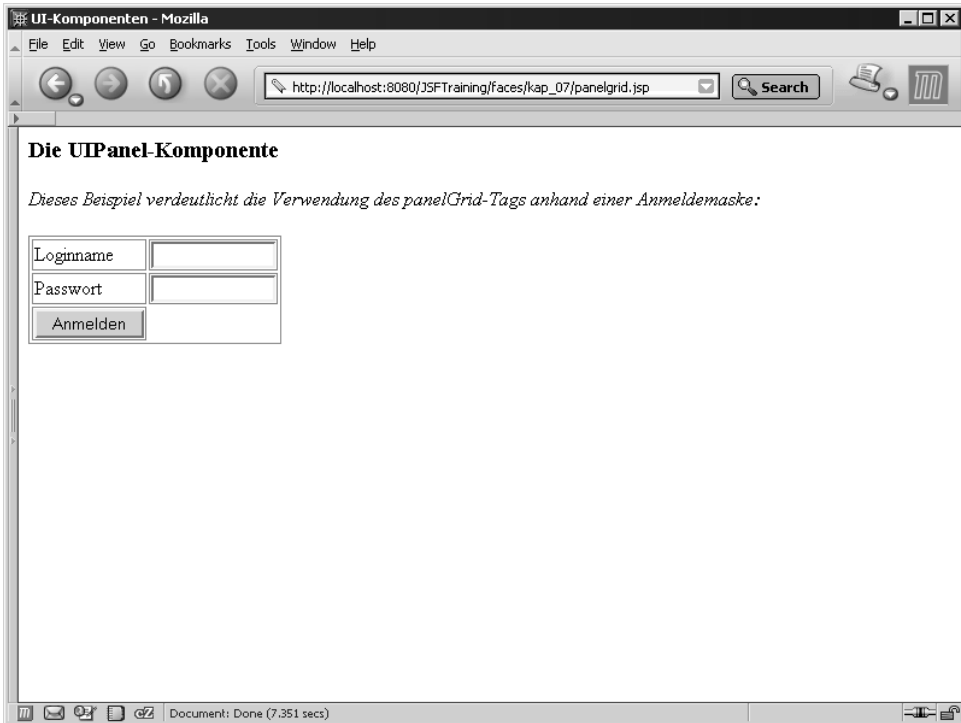 UI-Komponenten - Mozilla
File Edit View Go Bookmarks Tools Window Help
http://localhost:8080/JSFTraining/faces/kap_07/panelgrid.jsp Search
Die UIPanel-Komponente
Dieses Beispiel verdeutlicht die Verwendung des panelGrid-Tags anhand einer Anmeldemaske:
Loginname
Passwort
Anmelden
Document: Done (7.351 secs)